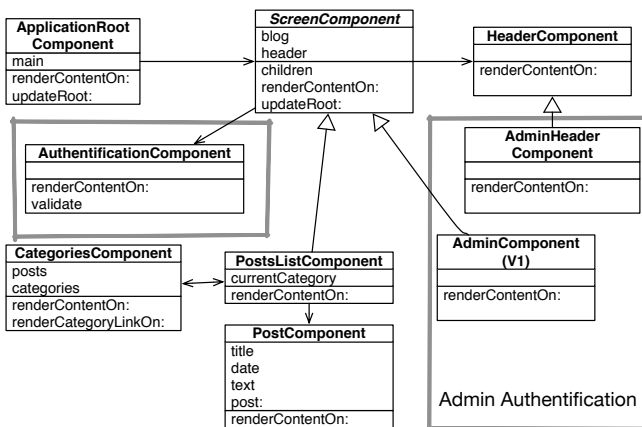 ApplicationRoot
Component
main
renderContentOn:
updateRoot:
ScreenComponent
blog
header
children
renderContentOn:
updateRoot:
HeaderComponent
renderContentOn:
AuthentificationComponent
renderContentOn:
validate
AdminHeader
Component
renderContentOn:
CategoriesComponent
posts
categories
renderContentOn:
renderCategoryLinkOn:
PostsListComponent
currentCategory
renderContentOn:
AdminComponent
(V1)
renderContentOn:
PostComponent
title
date
text
post:
renderContentOn:
Admin Authentification